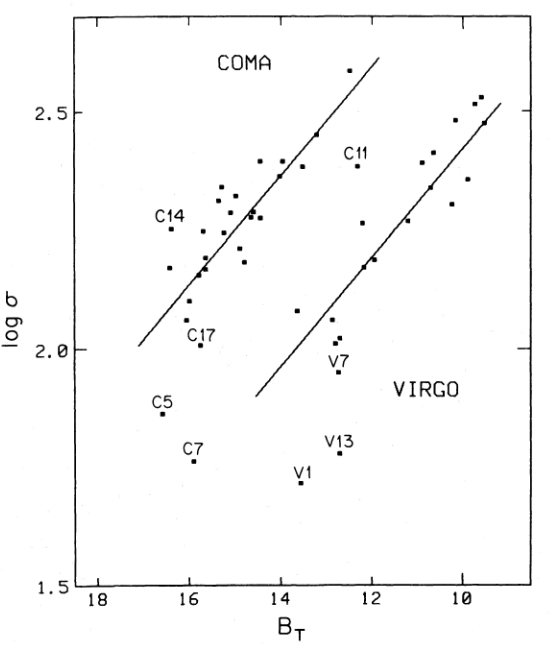 COMA
2.5
C11
C14
log σ
2.0
C17
V7
VIRGO
C5
C7
V13
V1
1.5
18 16 14 12 10
B_T